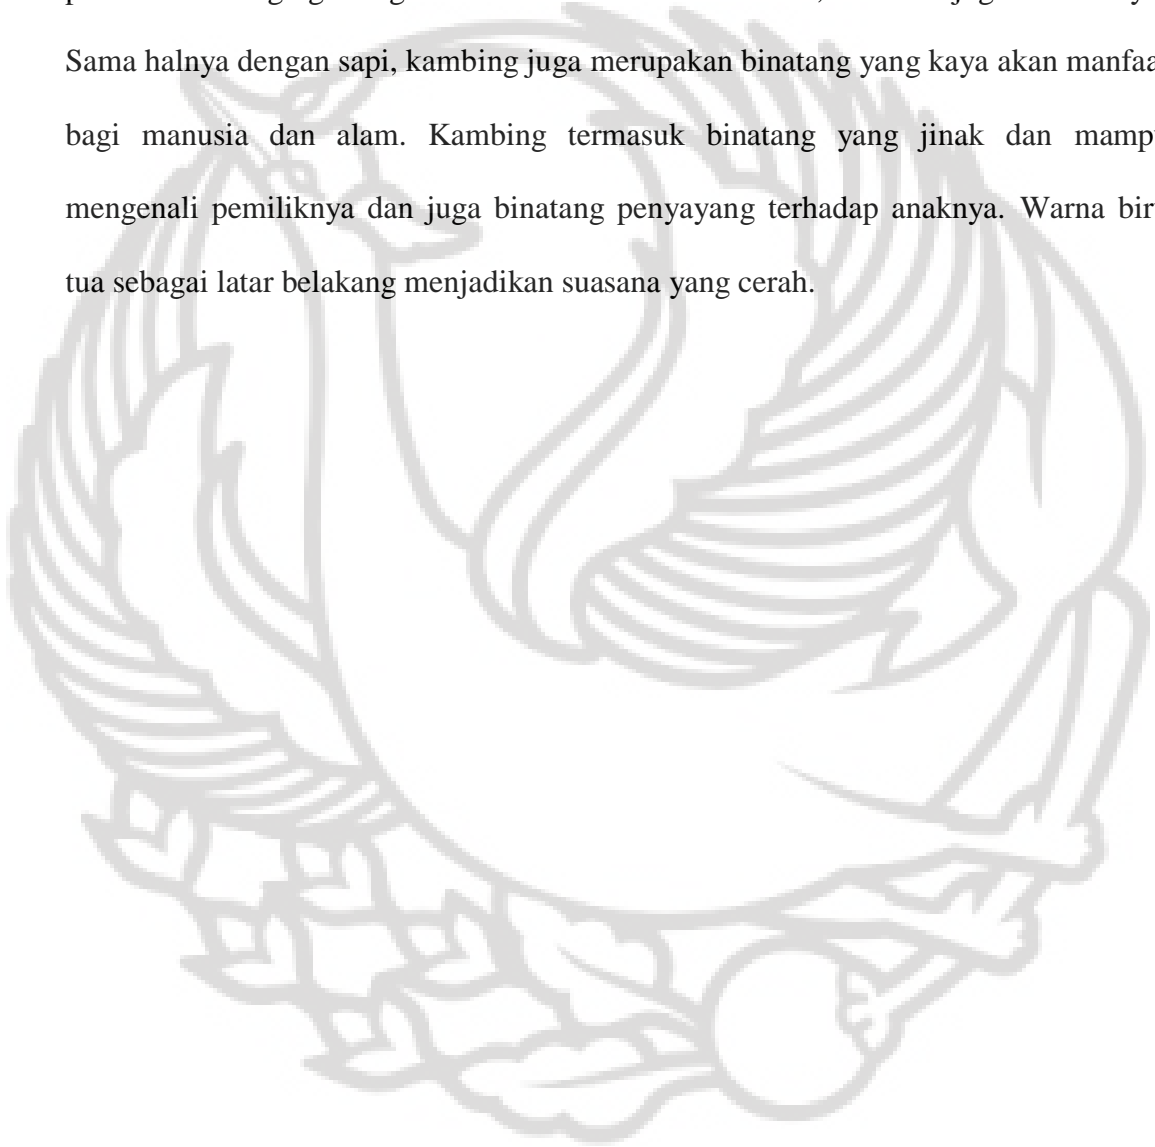 Sama halnya dengan sapi, kambing juga merupakan binatang yang kaya akan manfaa
bagi manusia dan alam. Kambing termasuk binatang yang jinak dan mamp
mengenali pemiliknya dan juga binatang penyayang terhadap anaknya. Warna bir
tua sebagai latar belakang menjadikan suasana yang cerah.